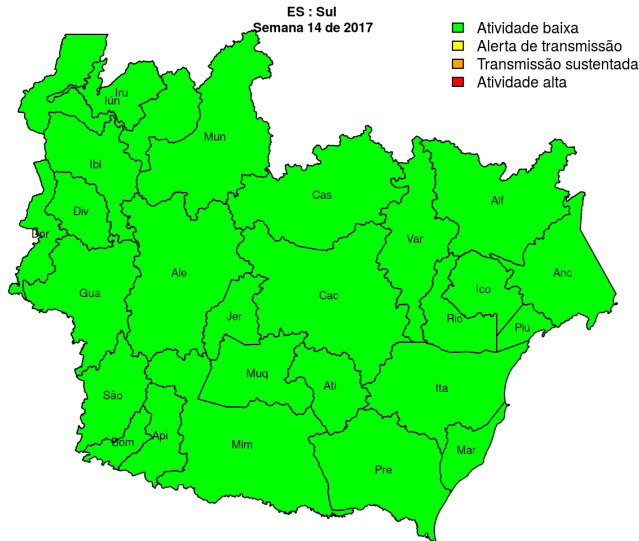 ES : Sul
Semana 14 de 2017
Atividade baixa
Alerta de transmissão
Transmissão sustentada
Atividade alta
Iru
Iún
Mun
Ibi
Cas
Alf
Div
Dor
Var
Ale
Anc
Gua
Cac
Ico
Jer
Rio
Piú
Muq
Ati
Ita
São
Api
Bom
Mim
Mar
Pre